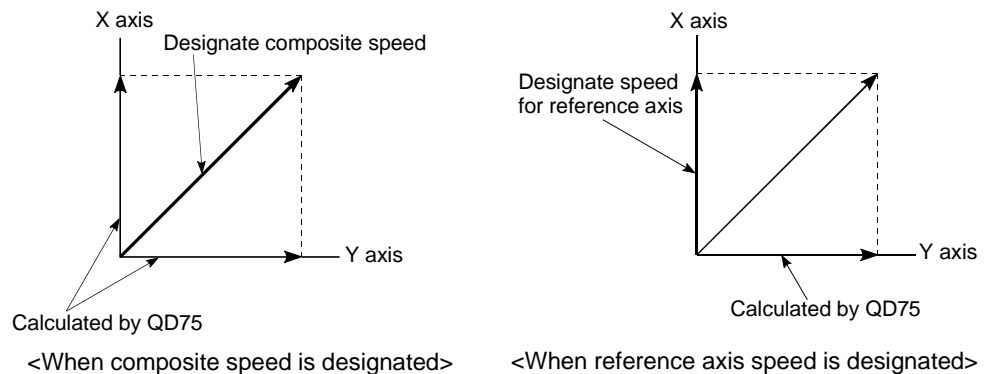 X axis
Designate composite speed
Y axis
Calculated by QD75
<When composite speed is designated>
X axis
Designate speed
for reference axis
Y axis
Calculated by QD75
<When reference axis speed is designated>